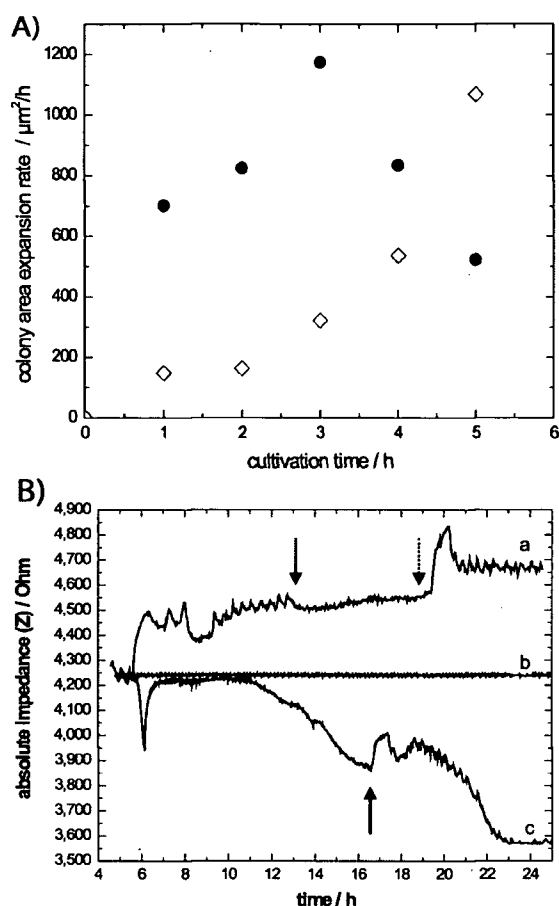 A)
colony area expansion rate / µm²/h
1200
1000
800
600
400
200
0
0 1 2 3 4 5 6
cultivation time / h
B)
absolute Impedance (Z) / Ohm
4,900
4,800
4,700
4,600
4,500
4,400
4,300
4,200
4,100
4,000
3,900
3,800
3,700
3,600
3,500
a
b
c
4 6 8 10 12 14 16 18 20 22 24
time / h